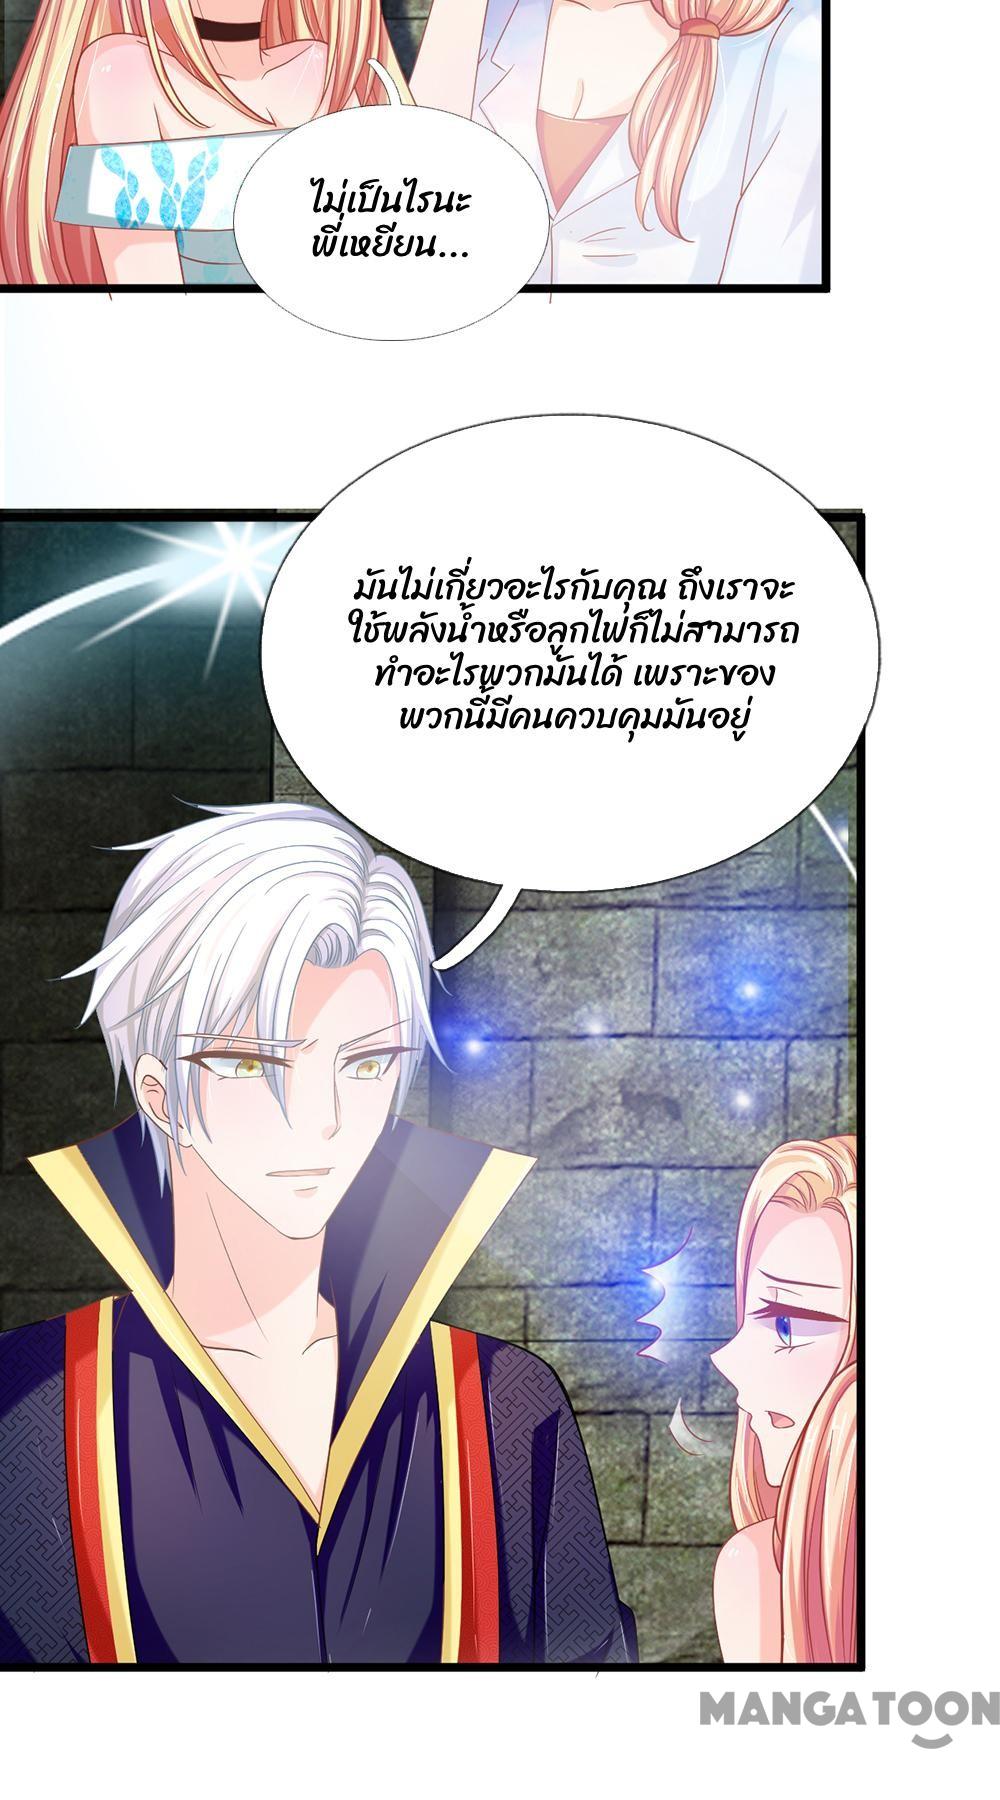 ไม่เป็นไรนะ
พี่เหยียน...
มันไม่เกี่ยวอะไรกับคุณ ถึงเราจะ
ใช้พลังน้ำหรือลูกไฟก็ไม่สามารถ
ทำอะไรพวกมันได้ เพราะของ
พวกนี้มีคนควบคุมมันอยู่
MANGATOON